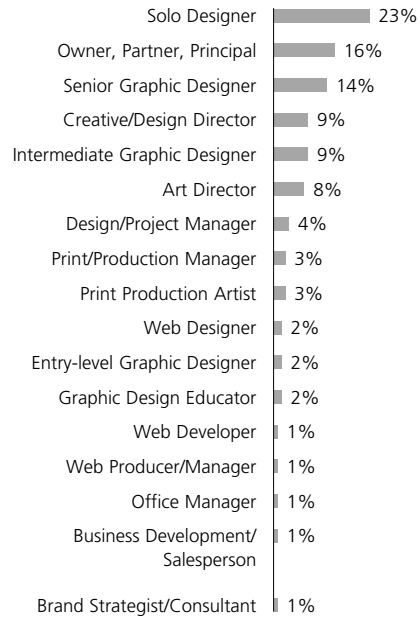 Solo Designer 23%
Owner, Partner, Principal 16%
Senior Graphic Designer 14%
Creative/Design Director 9%
Intermediate Graphic Designer 9%
Art Director 8%
Design/Project Manager 4%
Print/Production Manager 3%
Print Production Artist 3%
Web Designer 2%
Entry-level Graphic Designer 2%
Graphic Design Educator 2%
Web Developer 1%
Web Producer/Manager 1%
Office Manager 1%
Business Development/ 1%
Salesperson
Brand Strategist/Consultant 1%